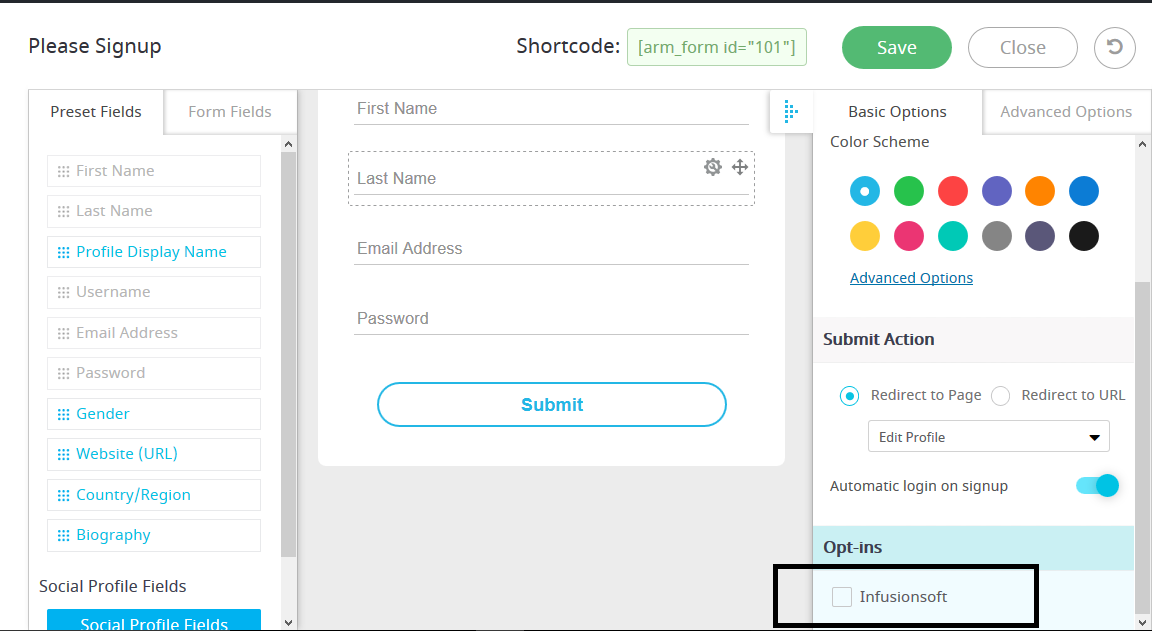 Please Signup
Shortcode: [arm_form id="101"]
Save
Close
Preset Fields
Form Fields
First Name
Last Name
Profile Display Name
Username
Email Address
Password
Gender
Website (URL)
Country/Region
Biography
Social Profile Fields
Social Profile Fields
First Name
Last Name
Email Address
Password
Submit
Basic Options
Advanced Options
Color Scheme
Advanced Options
Submit Action
Redirect to Page
Redirect to URL
Edit Profile
Automatic login on signup
Opt-ins
Infusionsoft